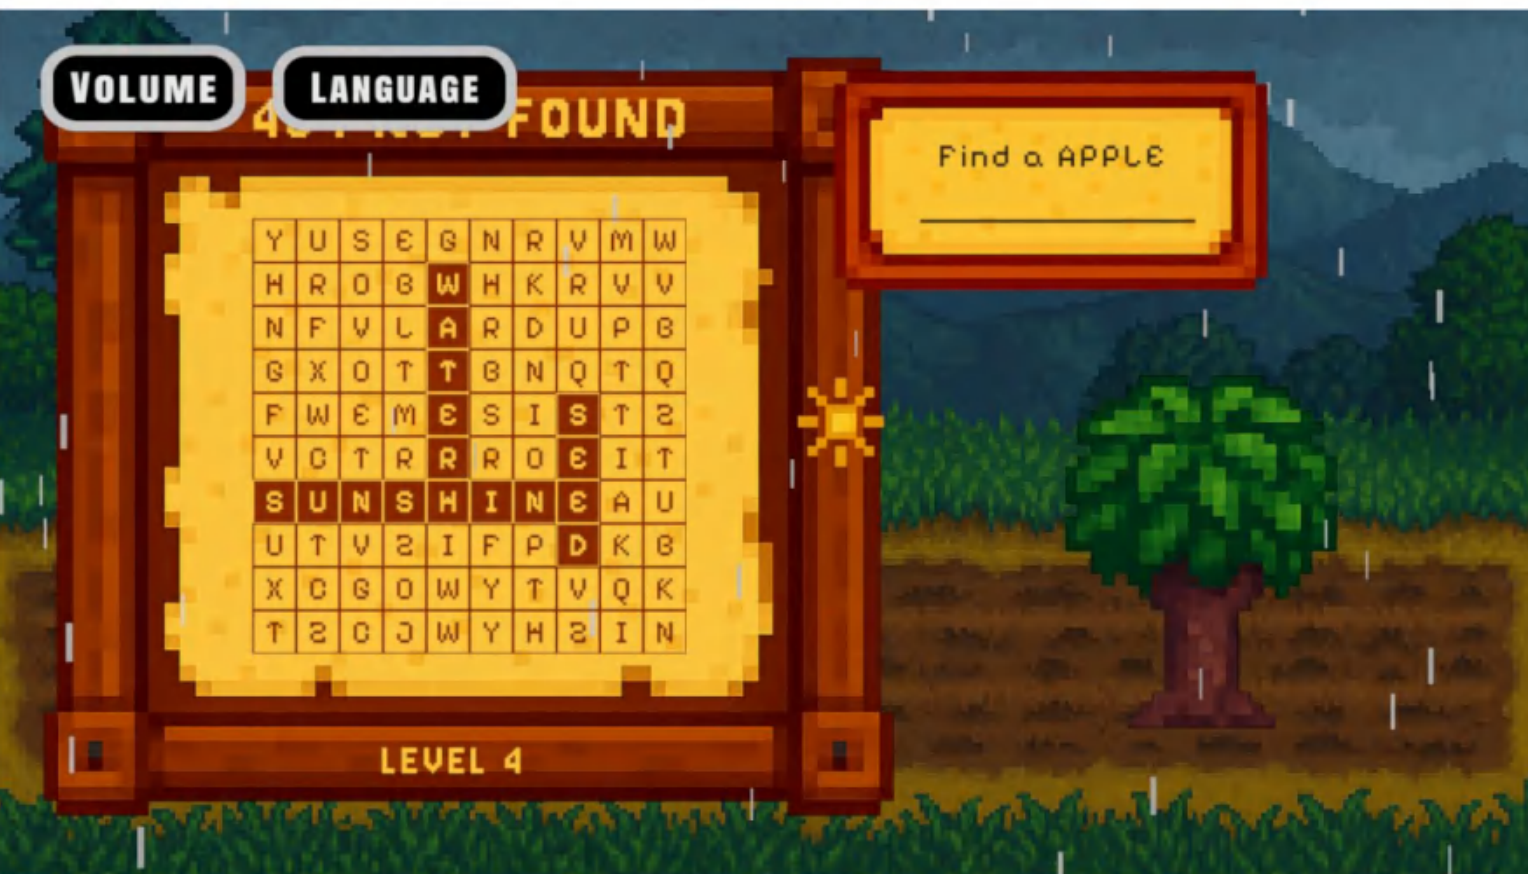 VOLUME
LANGUAGE
FOUND
Find a APPLE
Y U S E G N R V M W
H R O B W H K R V V
N F V L A R D U P B
G X O T T B N Q T Q
F W E M E S I S T Z
V C T R R R O E I T
S U N S H I N E A U
U T V Z I F P D K B
X C G O W Y T V Q K
T Z C J W Y H Z I N
LEVEL 4